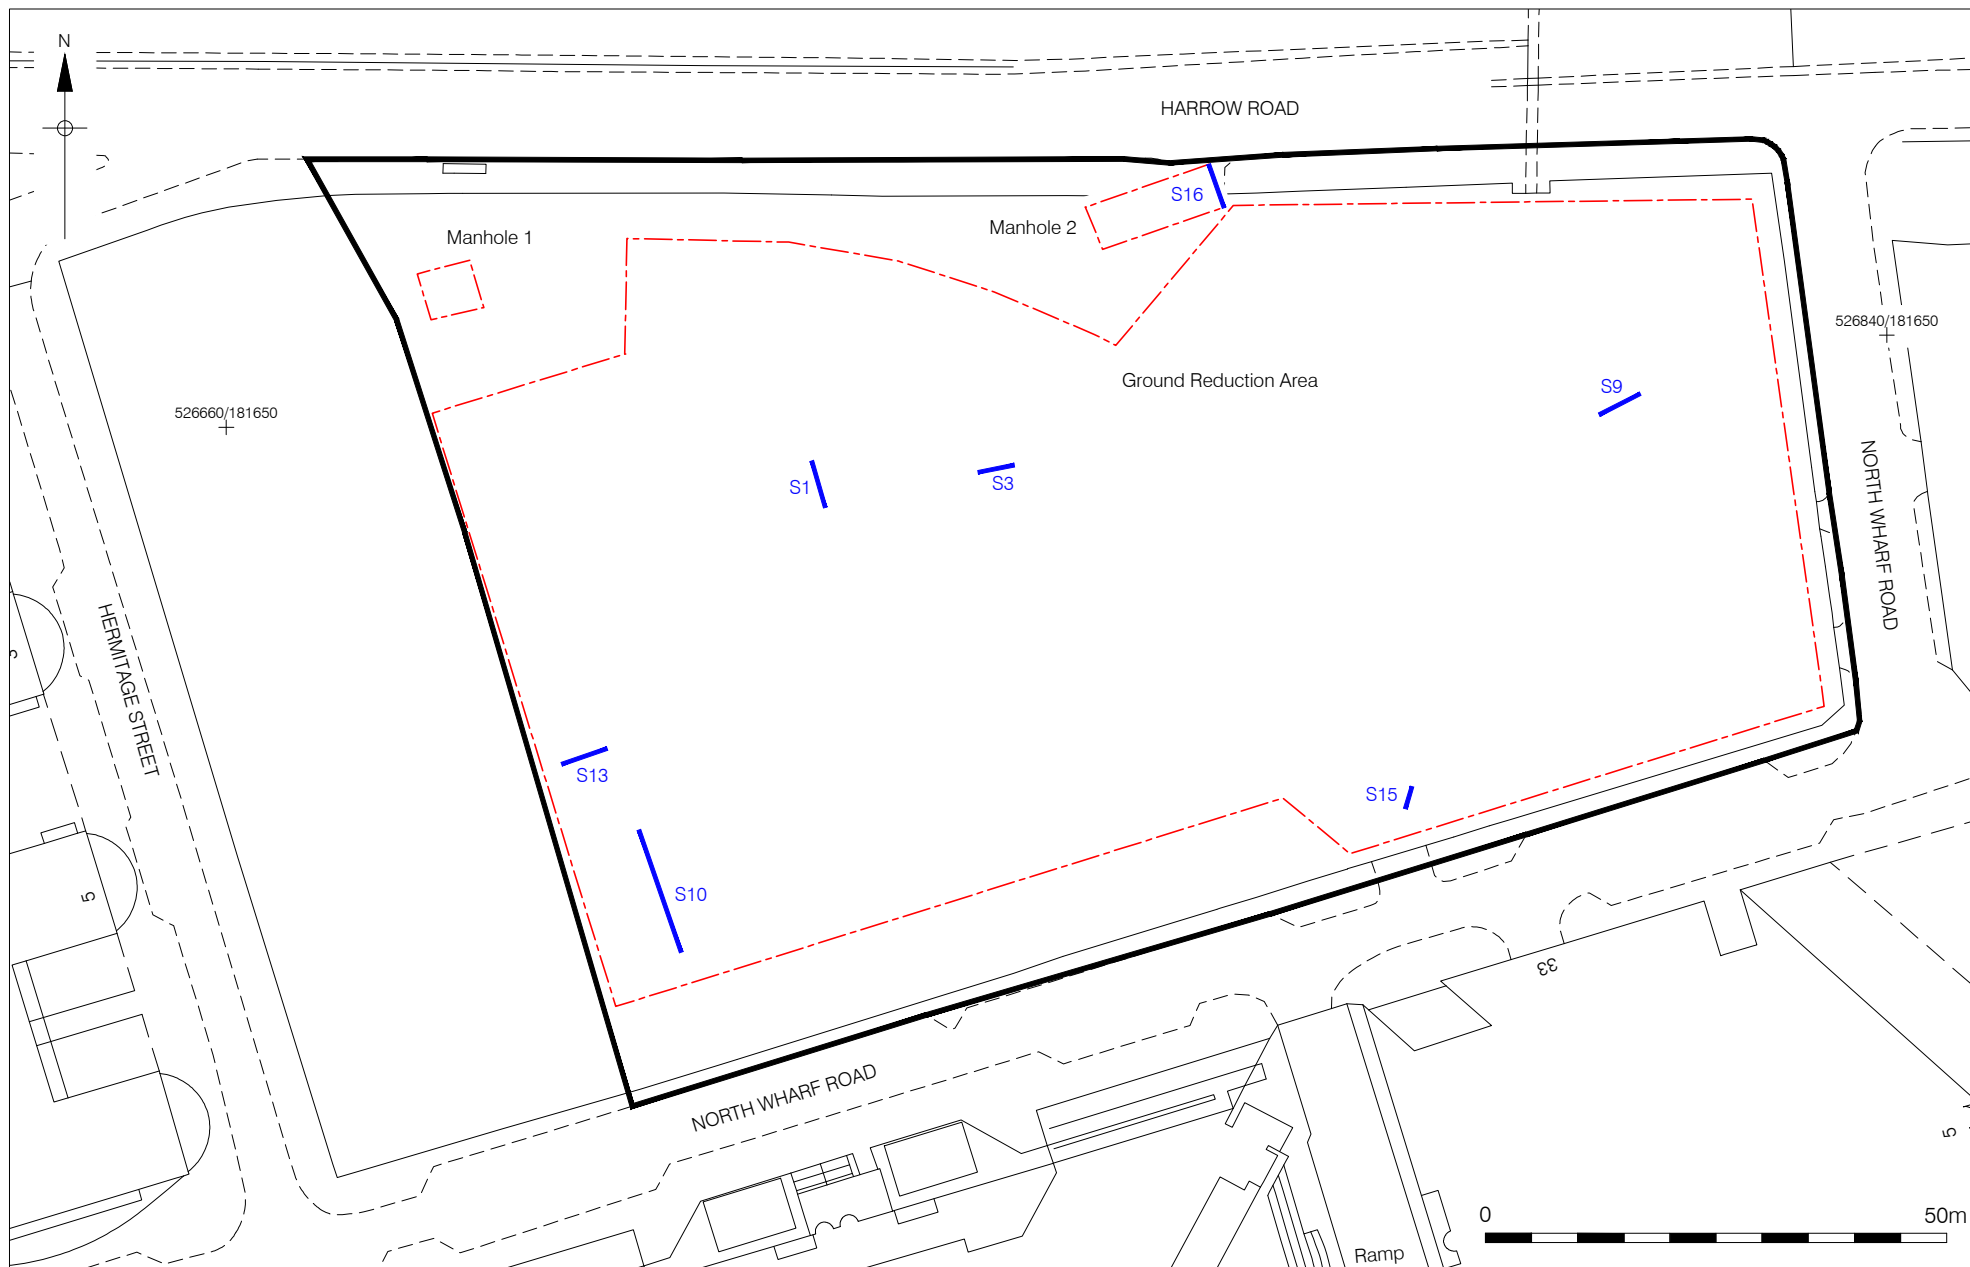 N
HARROW ROAD
S16
Manhole 2
Manhole 1
526840/181650
Ground Reduction Area
S9
526660/181650
S1
S3
NORTH WHARF ROAD
HERMITAGE STREET
5
S13
S15
5
S10
33
NORTH WHARF ROAD
5
0 50m
Ramp